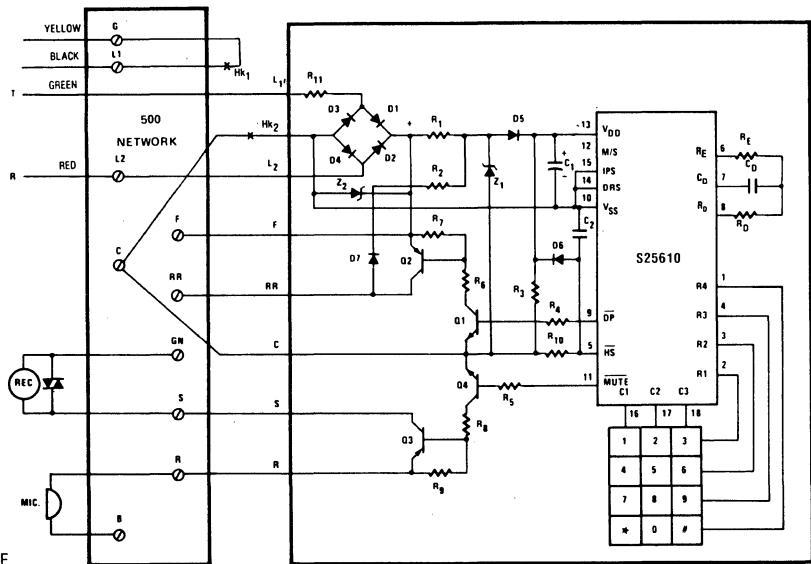 YELLOW
G
BLACK
L1
Hk1
GREEN
T
L1'
R11
500
NETWORK
Hk2
RED
L2
R
L2
D3
D1
D4
D2
+
R1
R2
Z2
Z1
D5
13
VDD
12
M/S
15
IPS
14
DRS
10
VSS
+
C1
−
C2
RE
6
RE
CD
7
CD
RD
8
RD
S25610
F
F
R7
D7
Q2
R6
R3
D6
C
RR
RR
Q1
R4
9
DP
GN
C
R10
5
HS
REC
Q4
R5
11
MUTE
R4
1
R3
4
R2
3
R1
2
C1
C2
C3
16
17
18
S
S
Q3
R8
R
R
R9
MIC.
B
1
2
3
4
5
6
7
8
9
*
0
#
F